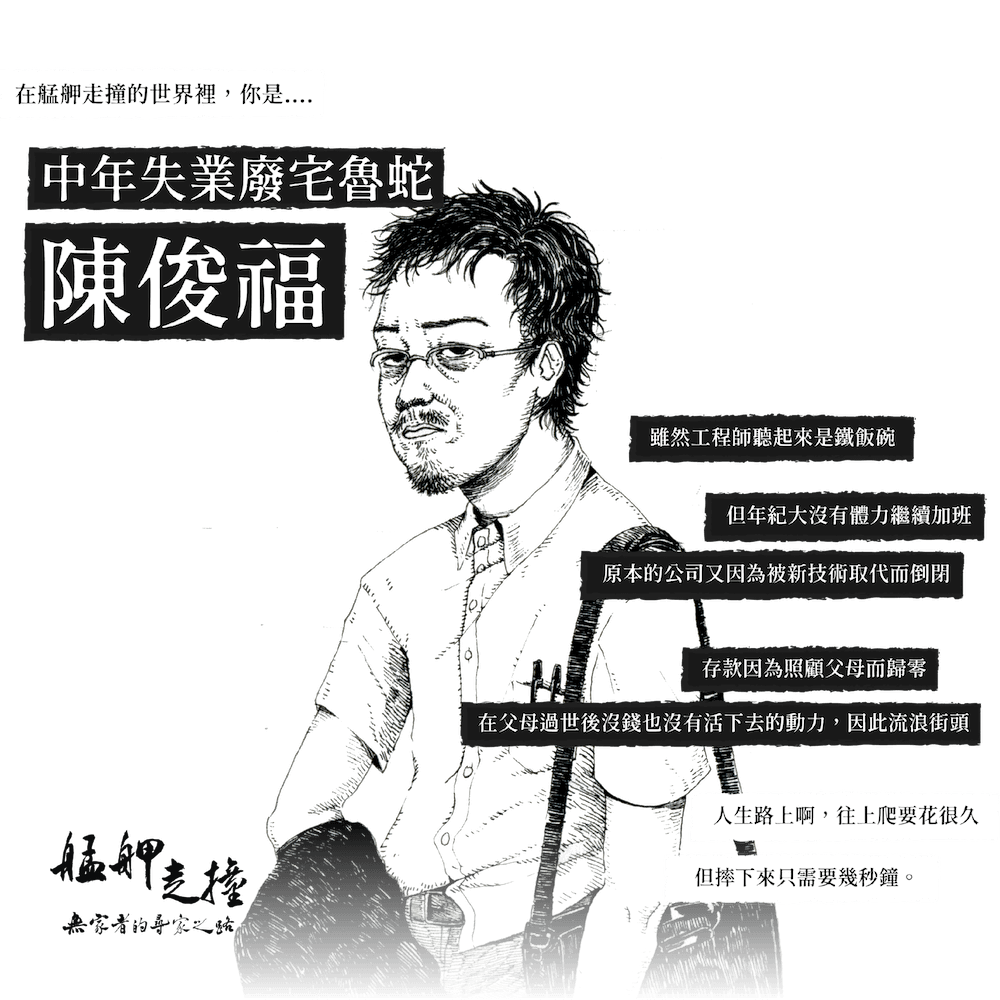 在艋舺走撞的世界裡，你是....
中年失業廢宅魯蛇
陳俊福
雖然工程師聽起來是鐵飯碗
但年紀大沒有體力繼續加班
原本的公司又因為被新技術取代而倒閉
存款因為照顧父母而歸零
在父母過世後沒錢也沒有活下去的動力，因此流浪街頭
人生路上啊，往上爬要花很久
但摔下來只需要幾秒鐘。
艋舺走撞
無家者的尋家之路